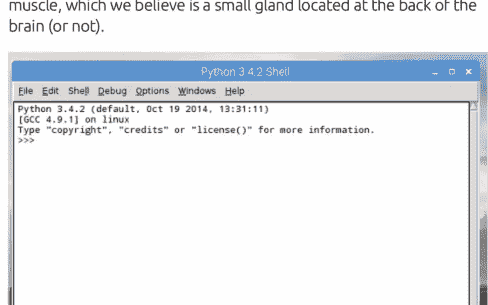 muscle, which we believe is a small gland located at the back of the
brain (or not).
Python 3.4.2 Shell
File Edit Shell Debug Options Windows Help
Python 3.4.2 (default, Oct 19 2014, 13:31:11)
[GCC 4.9.1] on linux
Type "copyright", "credits" or "license()" for more information.
>>>